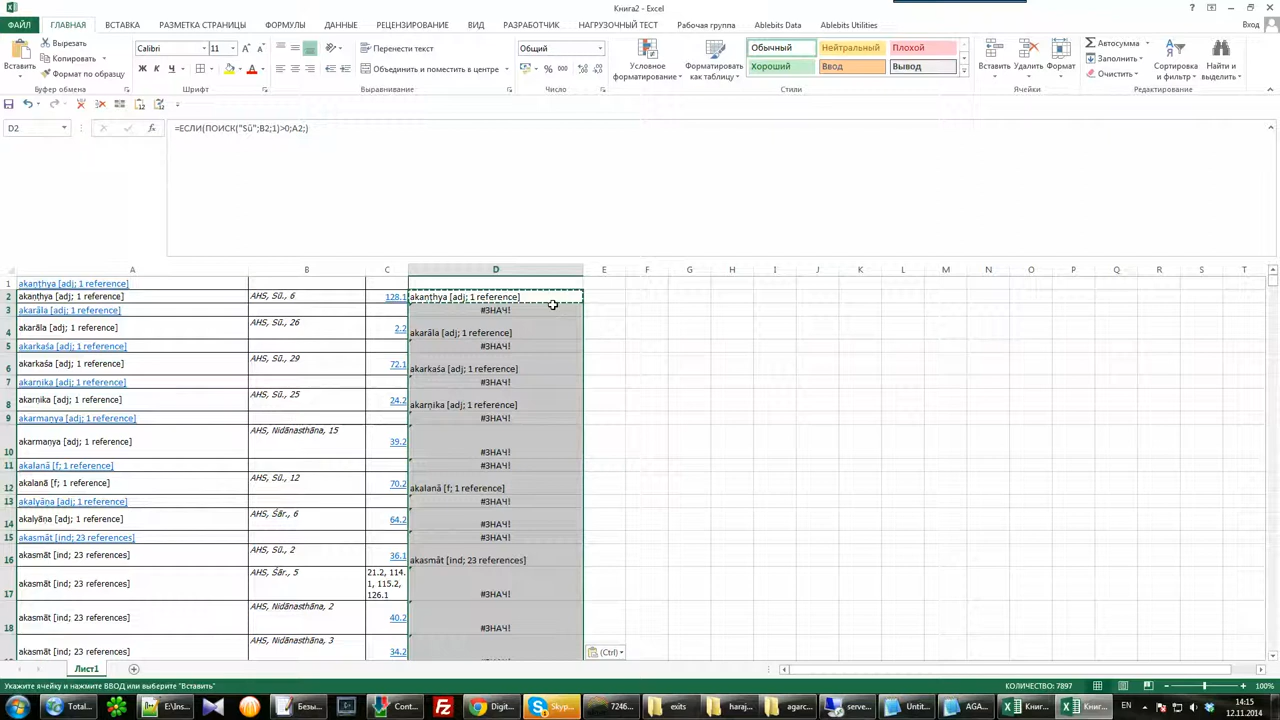 Книга2 - Excel
ФАЙЛ ГЛАВНАЯ ВСТАВКА РАЗМЕТКА СТРАНИЦЫ ФОРМУЛЫ ДАННЫЕ РЕЦЕНЗИРОВАНИЕ ВИД РАЗРАБОТЧИК НАГРУЗОЧНЫЙ ТЕСТ Рабочая группа Ablebits Data Ablebits Utilities Вход
Вставить
Вырезать
Копировать
Формат по образцу
Буфер обмена
Calibri 11
Ж К Ч
Шрифт
Перенести текст
Объединить и поместить в центре
Выравнивание
Общий
Число
Условное форматирование
Форматировать как таблицу
Обычный Нейтральный Плохой
Хороший Ввод Вывод
Стили
Вставить Удалить Формат
Ячейки
Автосумма
Заполнить
Очистить
Сортировка и фильтр
Найти и выделить
Редактирование
D2 =ЕСЛИ(ПОИСК("Sū";B2;1)>0;A2;)
A B C D E F G H I J K L M N O P Q R S T
1 akaṇṭhya [adj; 1 reference]
2 akaṇṭhya [adj; 1 reference] AHS, Sū., 6 128.1 akaṇṭhya [adj; 1 reference]
3 akarāla [adj; 1 reference] #ЗНАЧ!
4 akarāla [adj; 1 reference] AHS, Sū., 26 2.2 akarāla [adj; 1 reference]
5 akarkaśa [adj; 1 reference] #ЗНАЧ!
6 akarkaśa [adj; 1 reference] AHS, Sū., 29 72.1 akarkaśa [adj; 1 reference]
7 akarṇika [adj; 1 reference] #ЗНАЧ!
8 akarṇika [adj; 1 reference] AHS, Sū., 25 24.2 akarṇika [adj; 1 reference]
9 akarmaṇya [adj; 1 reference] #ЗНАЧ!
10 akarmaṇya [adj; 1 reference] AHS, Nidānasthāna, 15 39.2 #ЗНАЧ!
11 akalanā [f; 1 reference] #ЗНАЧ!
12 akalanā [f; 1 reference] AHS, Sū., 12 70.2 akalanā [f; 1 reference]
13 akalyāṇa [adj; 1 reference] #ЗНАЧ!
14 akalyāṇa [adj; 1 reference] AHS, Śār., 6 64.2 #ЗНАЧ!
15 akasmāt [ind; 23 references] #ЗНАЧ!
16 akasmāt [ind; 23 references] AHS, Sū., 2 36.1 akasmāt [ind; 23 references]
17 akasmāt [ind; 23 references] AHS, Śār., 5 21.2, 114.1, 115.2, 126.1 #ЗНАЧ!
18 akasmāt [ind; 23 references] AHS, Nidānasthāna, 2 40.2 #ЗНАЧ!
akasmāt [ind; 23 references] AHS, Nidānasthāna, 3 34.2
(Ctrl)
Лист1
Укажите ячейку и нажмите ВВОД или выберите "Вставить" КОЛИЧЕСТВО: 7897 100%
Total... Ex... Без... Cont... Digit... Skyp... 7246... exits haraj... agarc... serve... Untit... AGA... Книг... Книг... EN 14:15
12.11.2014